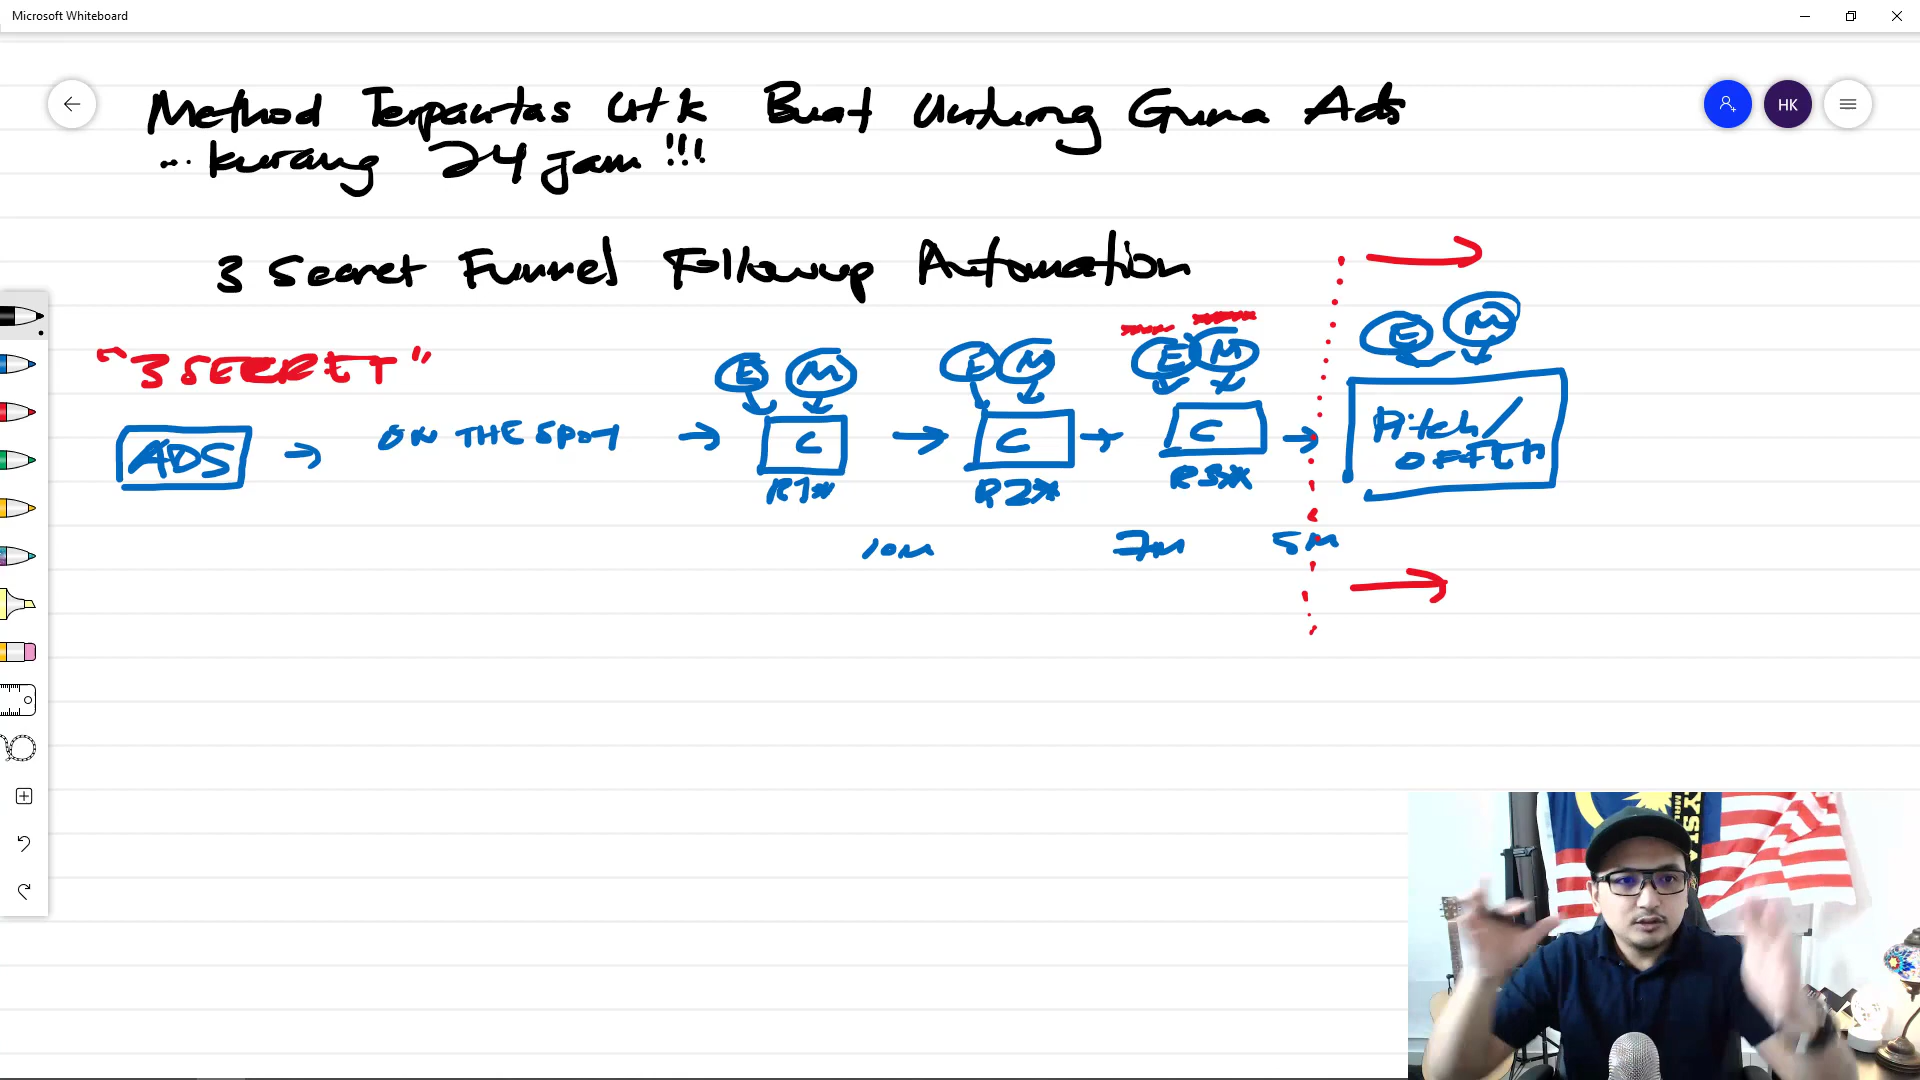 Microsoft Whiteboard
Method Terpantas Utk Buat Untung Guna Ads
... kurang 24 jam !!!
HK
3 Secret Funnel Followup Automation
"3 SECRET"
E M E M E M E M
ADS → ON THE SPOT → C → C → C → Pitch/
OFFER
R1* R2* R3*
10M 7M 5M